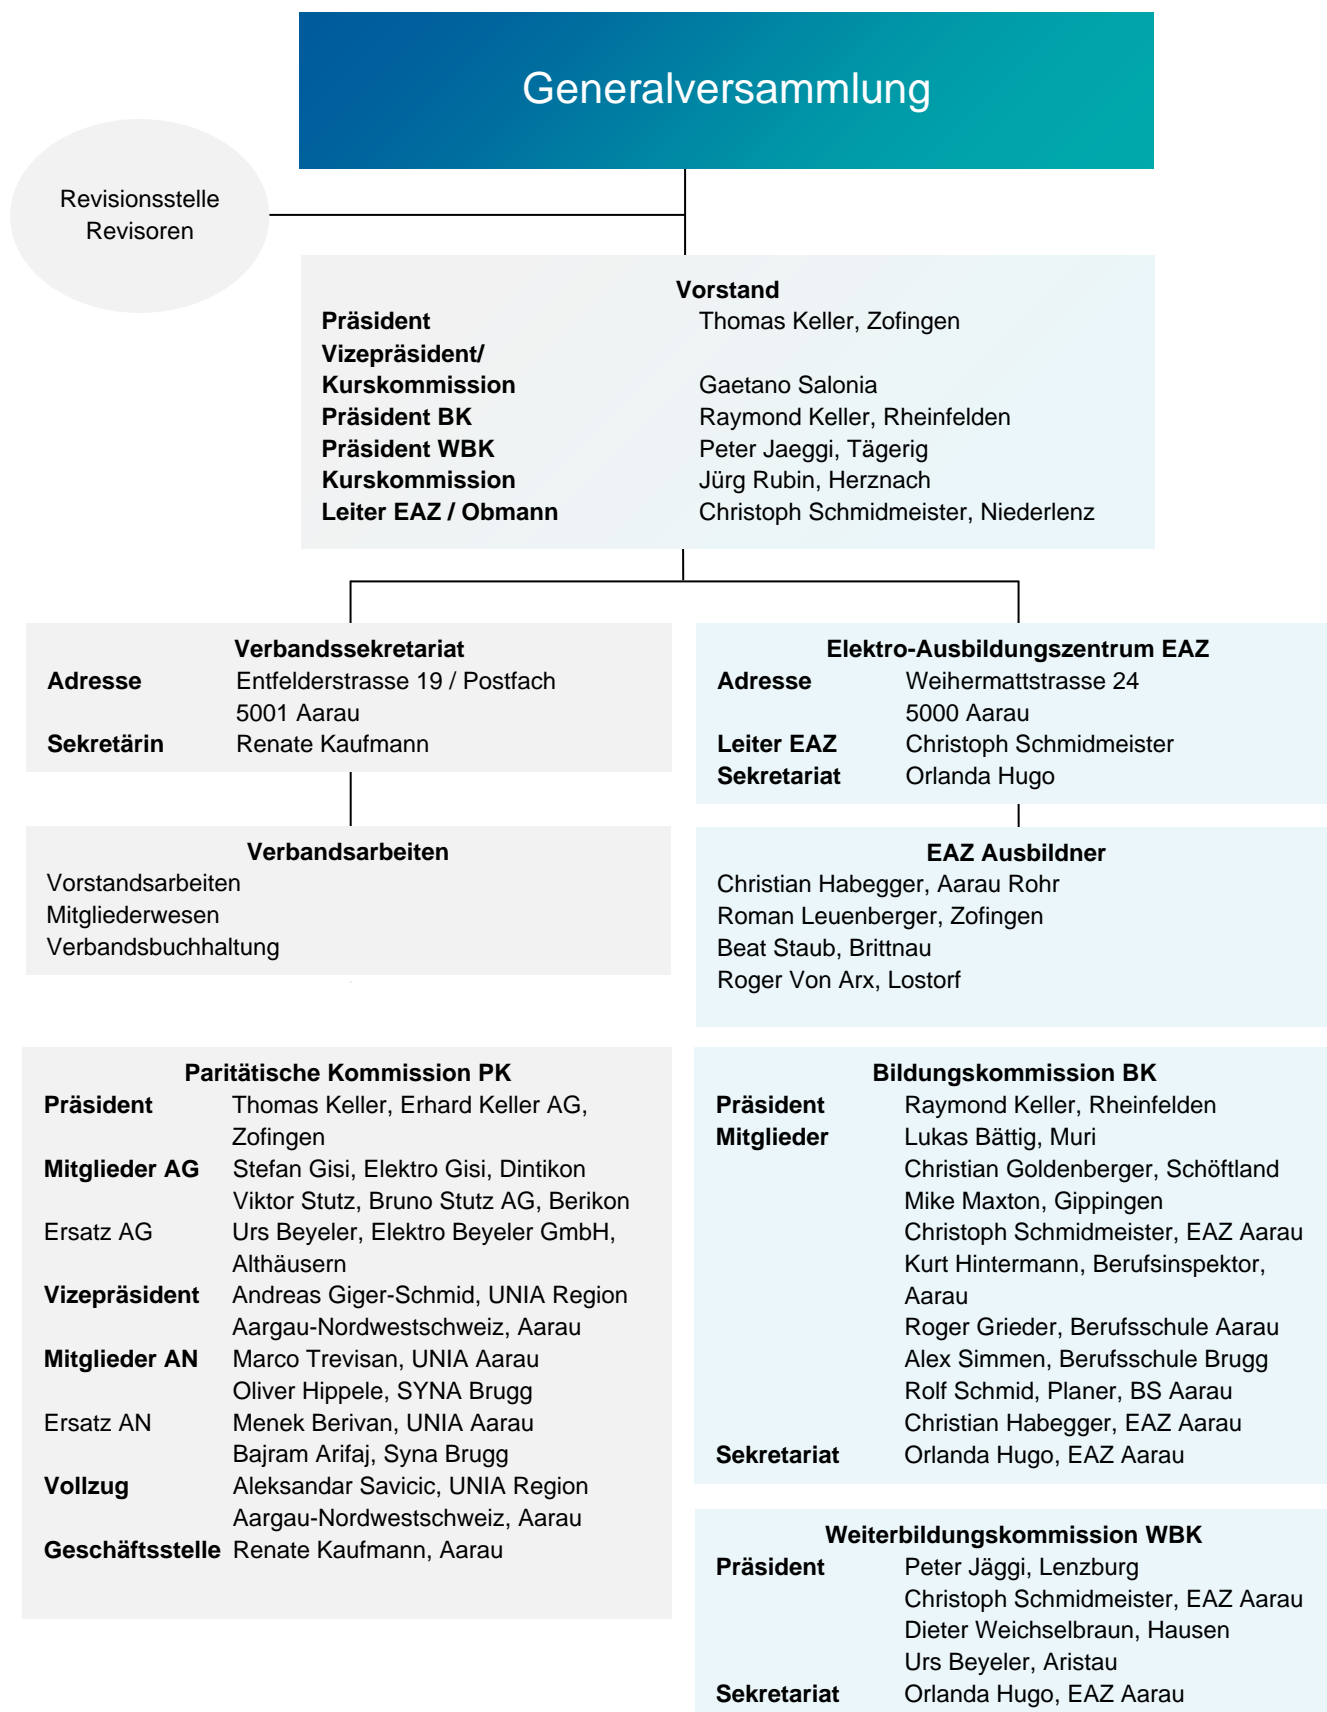 Generalversammlung
Revisionsstelle
Revisoren
Vorstand
Präsident Thomas Keller, Zofingen
Vizepräsident/
Kurskommission Gaetano Salonia
Präsident BK Raymond Keller, Rheinfelden
Präsident WBK Peter Jaeggi, Tägerig
Kurskommission Jürg Rubin, Herznach
Leiter EAZ / Obmann Christoph Schmidmeister, Niederlenz
Verbandssekretariat
Adresse Entfelderstrasse 19 / Postfach
5001 Aarau
Sekretärin Renate Kaufmann
Elektro-Ausbildungszentrum EAZ
Adresse Weihermattstrasse 24
5000 Aarau
Leiter EAZ Christoph Schmidmeister
Sekretariat Orlanda Hugo
Verbandsarbeiten
Vorstandsarbeiten
Mitgliederwesen
Verbandsbuchhaltung
EAZ Ausbildner
Christian Habegger, Aarau Rohr
Roman Leuenberger, Zofingen
Beat Staub, Brittnau
Roger Von Arx, Lostorf
Paritätische Kommission PK
Präsident Thomas Keller, Erhard Keller AG,
Zofingen
Mitglieder AG Stefan Gisi, Elektro Gisi, Dintikon
Viktor Stutz, Bruno Stutz AG, Berikon
Ersatz AG Urs Beyeler, Elektro Beyeler GmbH,
Althäusern
Vizepräsident Andreas Giger-Schmid, UNIA Region
Aargau-Nordwestschweiz, Aarau
Mitglieder AN Marco Trevisan, UNIA Aarau
Oliver Hippele, SYNA Brugg
Ersatz AN Menek Berivan, UNIA Aarau
Bajram Arifaj, Syna Brugg
Vollzug Aleksandar Savicic, UNIA Region
Aargau-Nordwestschweiz, Aarau
Geschäftsstelle Renate Kaufmann, Aarau
Bildungskommission BK
Präsident Raymond Keller, Rheinfelden
Mitglieder Lukas Bättig, Muri
Christian Goldenberger, Schöftland
Mike Maxton, Gippingen
Christoph Schmidmeister, EAZ Aarau
Kurt Hintermann, Berufsinspektor,
Aarau
Roger Grieder, Berufsschule Aarau
Alex Simmen, Berufsschule Brugg
Rolf Schmid, Planer, BS Aarau
Christian Habegger, EAZ Aarau
Sekretariat Orlanda Hugo, EAZ Aarau
Weiterbildungskommission WBK
Präsident Peter Jäggi, Lenzburg
Christoph Schmidmeister, EAZ Aarau
Dieter Weichselbraun, Hausen
Urs Beyeler, Aristau
Sekretariat Orlanda Hugo, EAZ Aarau